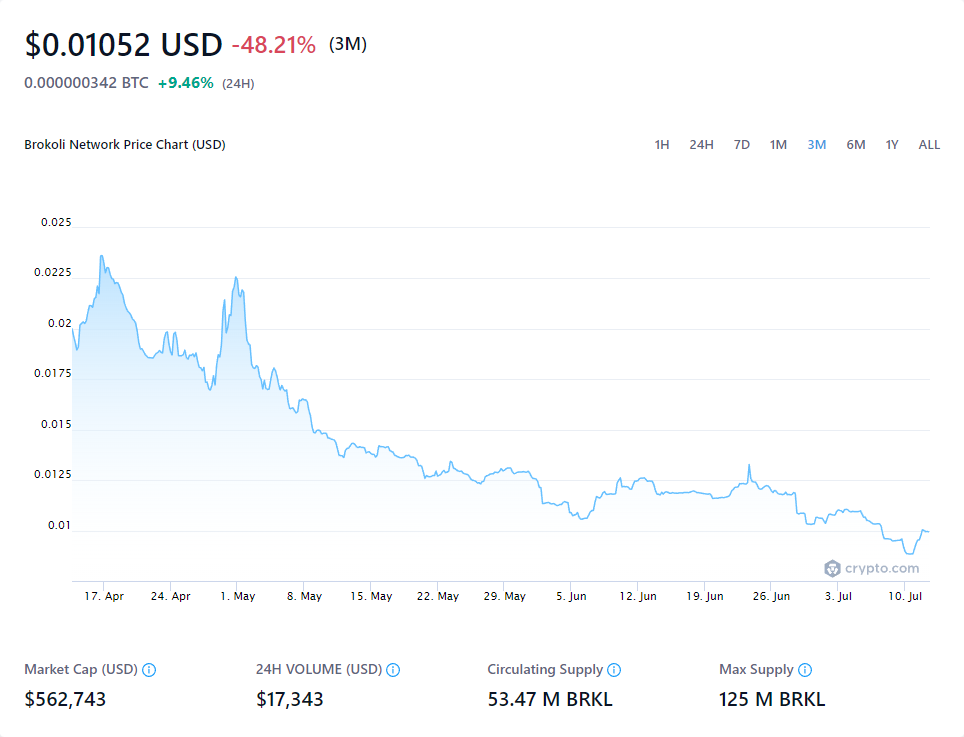 $0.01052 USD -48.21% (3M)
0.000000342 BTC +9.46% (24H)
Brokoli Network Price Chart (USD)
1H 24H 7D 1M 3M 6M 1Y ALL
0.025
0.0225
0.02
0.0175
0.015
0.0125
0.01
crypto.com
17. Apr 24. Apr 1. May 8. May 15. May 22. May 29. May 5. Jun 12. Jun 19. Jun 26. Jun 3. Jul 10. Jul
Market Cap (USD) 24H VOLUME (USD) Circulating Supply Max Supply
$562,743 $17,343 53.47 M BRKL 125 M BRKL